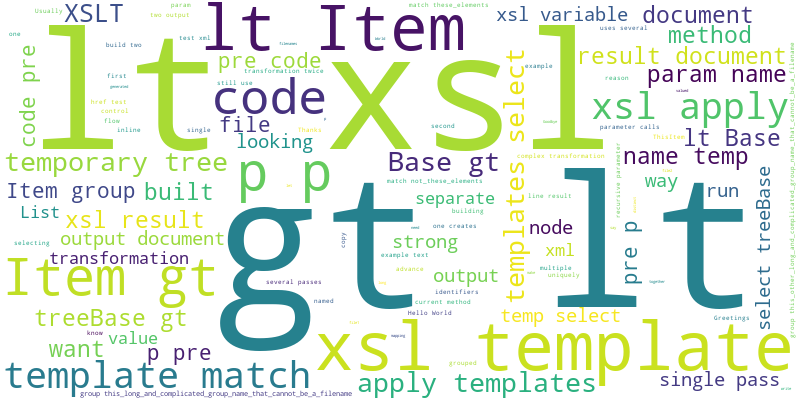 Usually
param
XSLT
two output
lt Item
match these_elements
xsl variable
document
method
one
build two
test xml
pre code
transformation twice
still use
uses several
result document
param name
first
code
code pre
lt
xsl
lt
example
reason
href test
control
flow
file
xsl apply
inline
single
looking
Thanks
second
parameter calls
lt Base
temporary tree
p p
Base gt
templates select
complex transformation
name temp
Item group
built
match not_these_elements
way
run
List
separate
line result
building
xsl result
node
selecting
output document
strong
one creates
xml
transformation
copy
example text
multiple
uniquely
recursive parameter
pre p
select treeBase
Item gt
gt
lt
several passes
advance
output
identifiers
together
named
current method
treeBase gt
Hello World
temp select
Greetings
want
know
value
xsl template
p pre
grouped
template match
apply templates
single pass
group this_long_and_complicated_group_name_that_cannot_be_a_filename
group this_other_long_and_complicated_group_name_that_cannot_be_a_filename